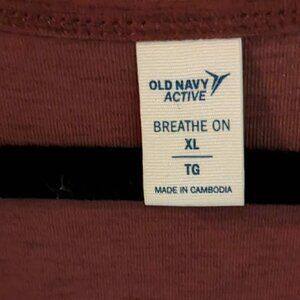 OLD NAVY
ACTIVE
BREATHE ON
XL
TG
MADE IN CAMBODIA